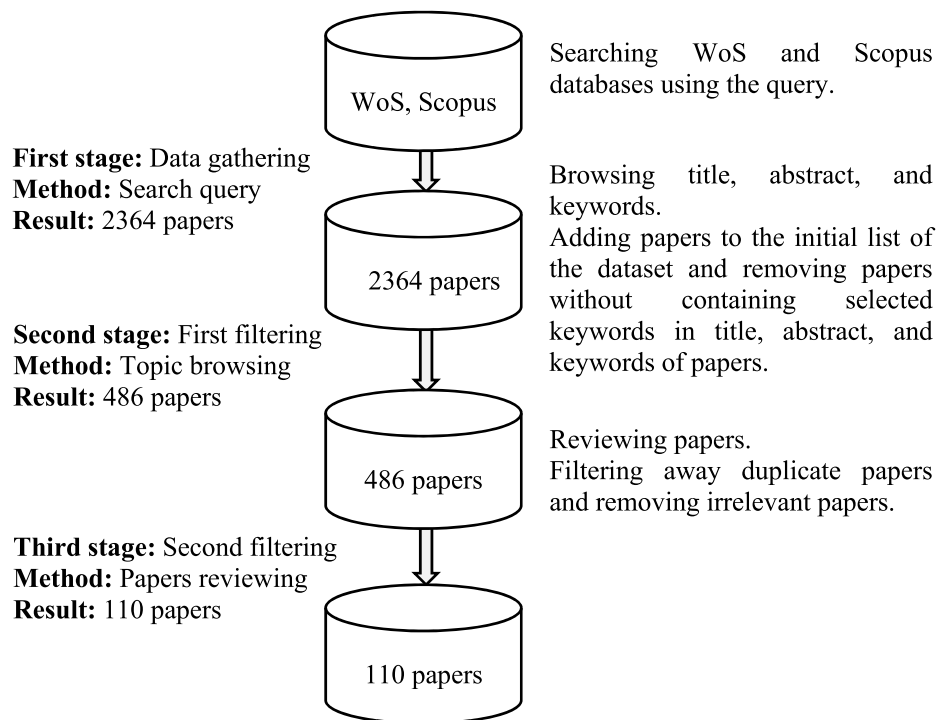 WoS, Scopus
Searching WoS and Scopus
databases using the query.
First stage: Data gathering
Method: Search query
Result: 2364 papers
2364 papers
Browsing title, abstract, and
keywords.
Adding papers to the initial list of
the dataset and removing papers
without containing selected
keywords in title, abstract, and
keywords of papers.
Second stage: First filtering
Method: Topic browsing
Result: 486 papers
486 papers
Reviewing papers.
Filtering away duplicate papers
and removing irrelevant papers.
Third stage: Second filtering
Method: Papers reviewing
Result: 110 papers
110 papers